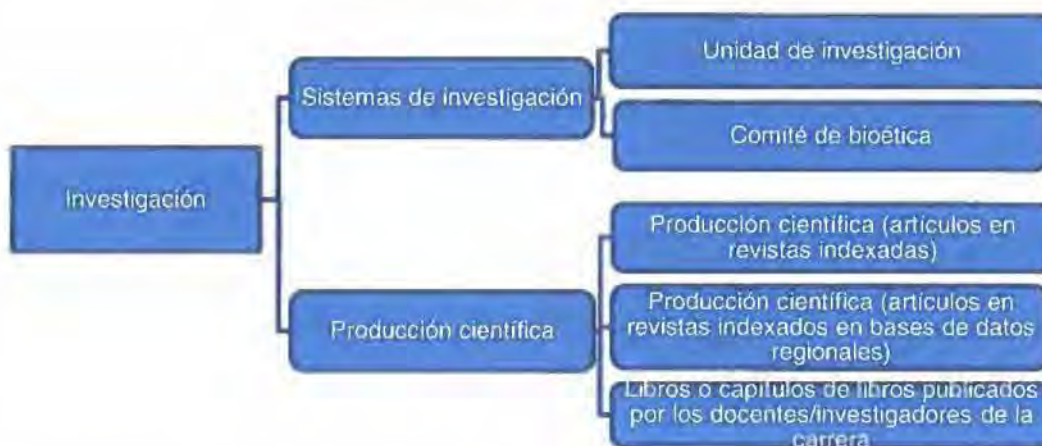 Investigación
Sistemas de investigación
Unidad de investigación
Comité de bioética
Producción científica
Producción científica (artículos en
revistas indexadas)
Producción científica (artículos en
revistas indexados en bases de datos
regionales)
Libros o capítulos de libros publicados
por los docentes/investigadores de la
carrera